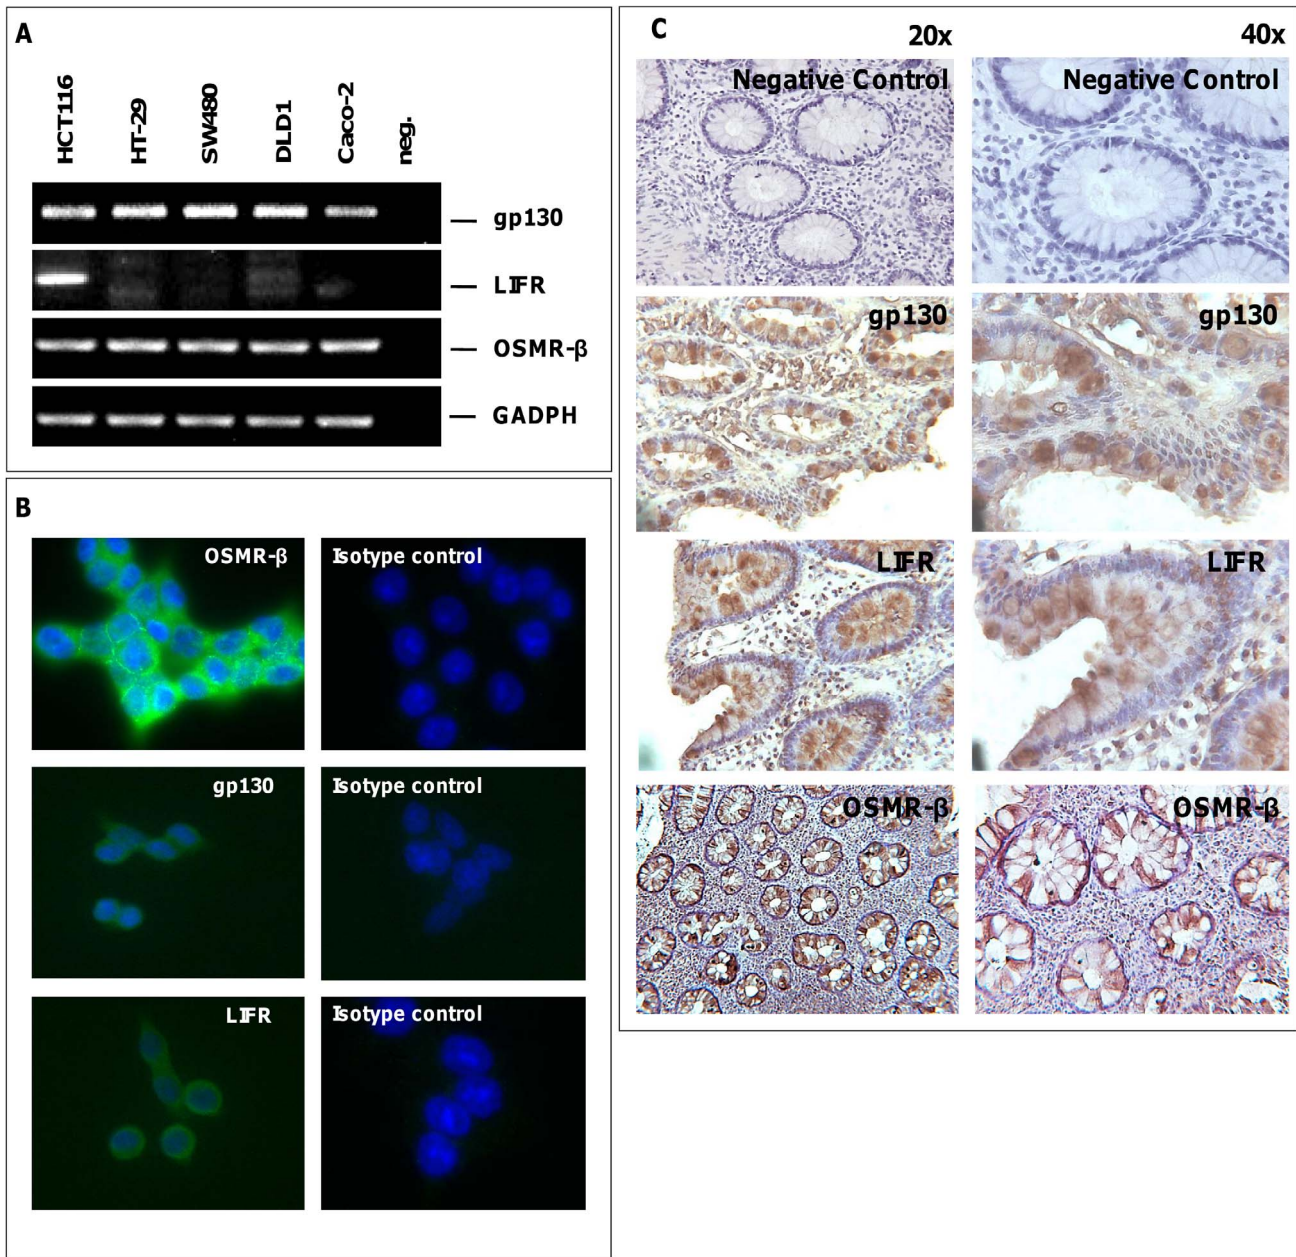 A
HCT116
HT-29
SW480
DLD1
Caco-2
neg.
gp130
LIFR
OSMR-β
GADPH
B
OSMR-β
Isotype control
gp130
Isotype control
LIFR
Isotype control
C
20x
40x
Negative Control
Negative Control
gp130
gp130
LIFR
LIFR
OSMR-β
OSMR-β